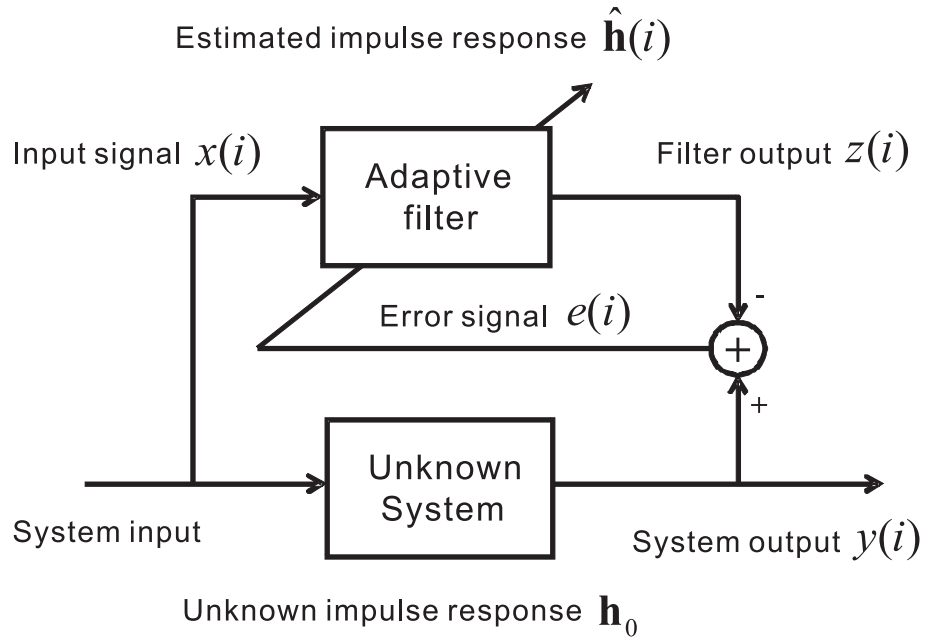 Estimated impulse response ĥ(i)
Input signal x(i)
Filter output z(i)
Adaptive
filter
-
Error signal e(i)
+
+
Unknown
System
System input
System output y(i)
Unknown impulse response h₀